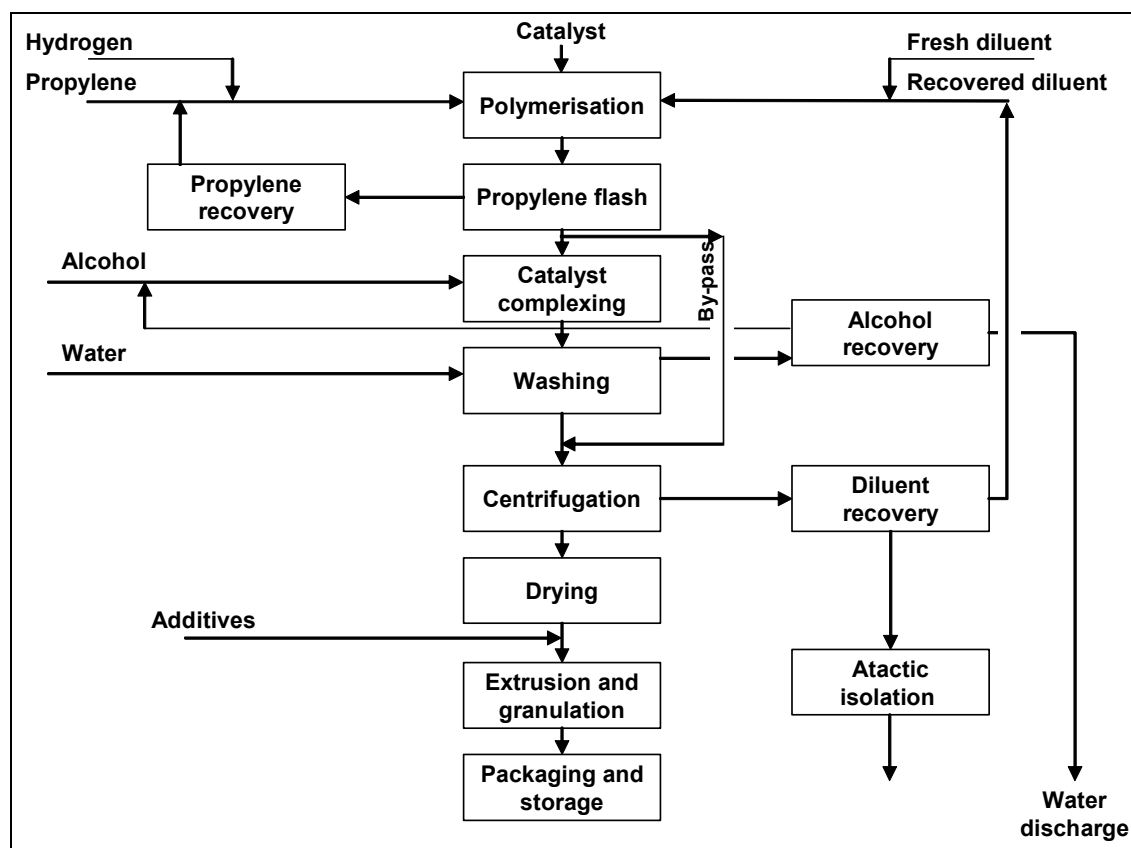 Hydrogen
Catalyst
Fresh diluent
Propylene
Recovered diluent
Polymerisation
Propylene
recovery
Propylene flash
By-pass
Alcohol
Catalyst
complexing
Alcohol
recovery
Water
Washing
Centrifugation
Diluent
recovery
Drying
Additives
Extrusion and
granulation
Atactic
isolation
Packaging and
storage
Water
discharge